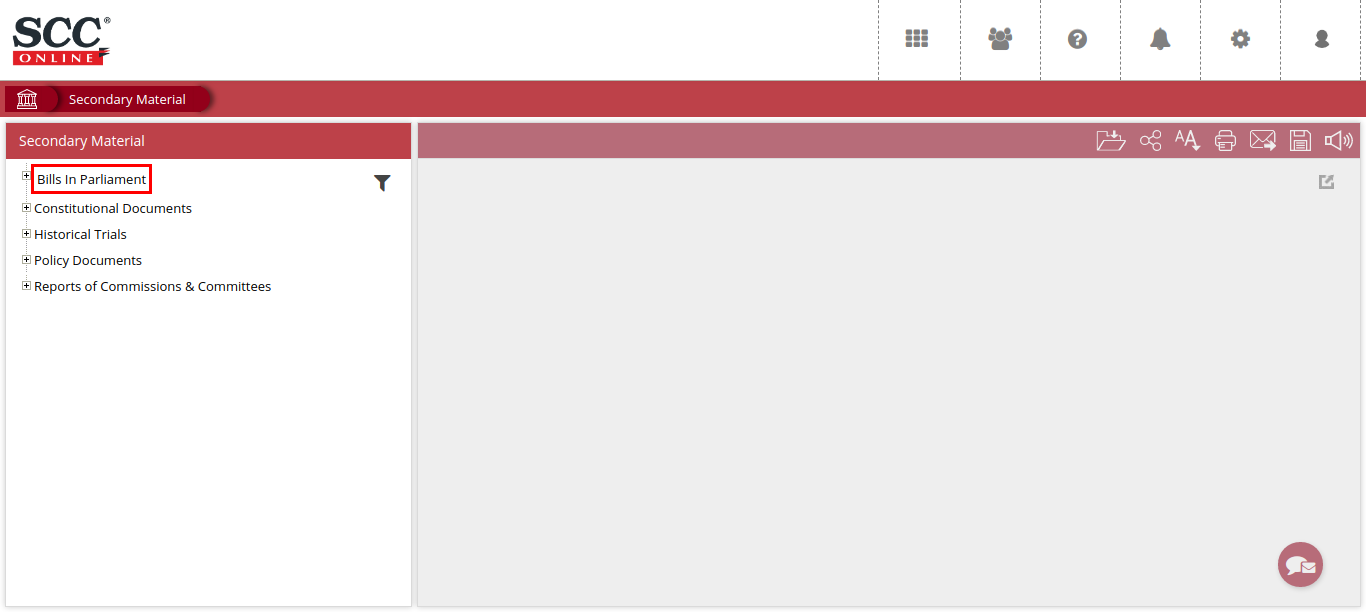 SCC®
ONLINE
Secondary Material
Secondary Material
Bills In Parliament
Constitutional Documents
Historical Trials
Policy Documents
Reports of Commissions & Committees